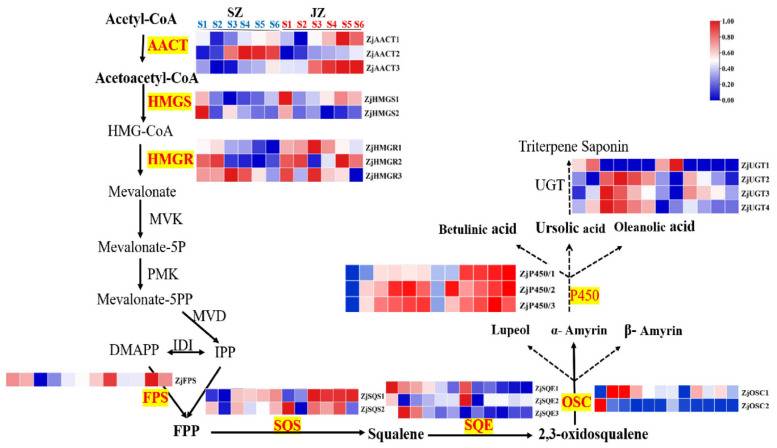 SZ JZ
Acetyl-CoA
S1 S2 S3 S4 S5 S6 S1 S2 S3 S4 S5 S6
1.00
0.80
0.60
0.40
0.20
0.00
AACT
ZjAACT1
ZjAACT2
ZjAACT3
Acetoacetyl-CoA
HMGS
ZjHMGS1
ZjHMGS2
HMG-CoA
HMGR
ZjHMGR1
ZjHMGR2
ZjHMGR3
Mevalonate
MVK
Mevalonate-5P
PMK
Mevalonate-5PP
MVD
DMAPP
IDI
IPP
ZjFPS
FPS
FPP
ZjSQS1
ZjSQS2
SQS
Squalene
ZjSQE1
ZjSQE2
ZjSQE3
SQE
2,3-oxidosqualene
OSC
ZjOSC1
ZjOSC2
Lupeol
α- Amyrin
β- Amyrin
P450
ZjP450/1
ZjP450/2
ZjP450/3
Betulinic acid
Ursolic acid
Oleanolic acid
UGT
ZjUGT1
ZjUGT2
ZjUGT3
ZjUGT4
Triterpene Saponin